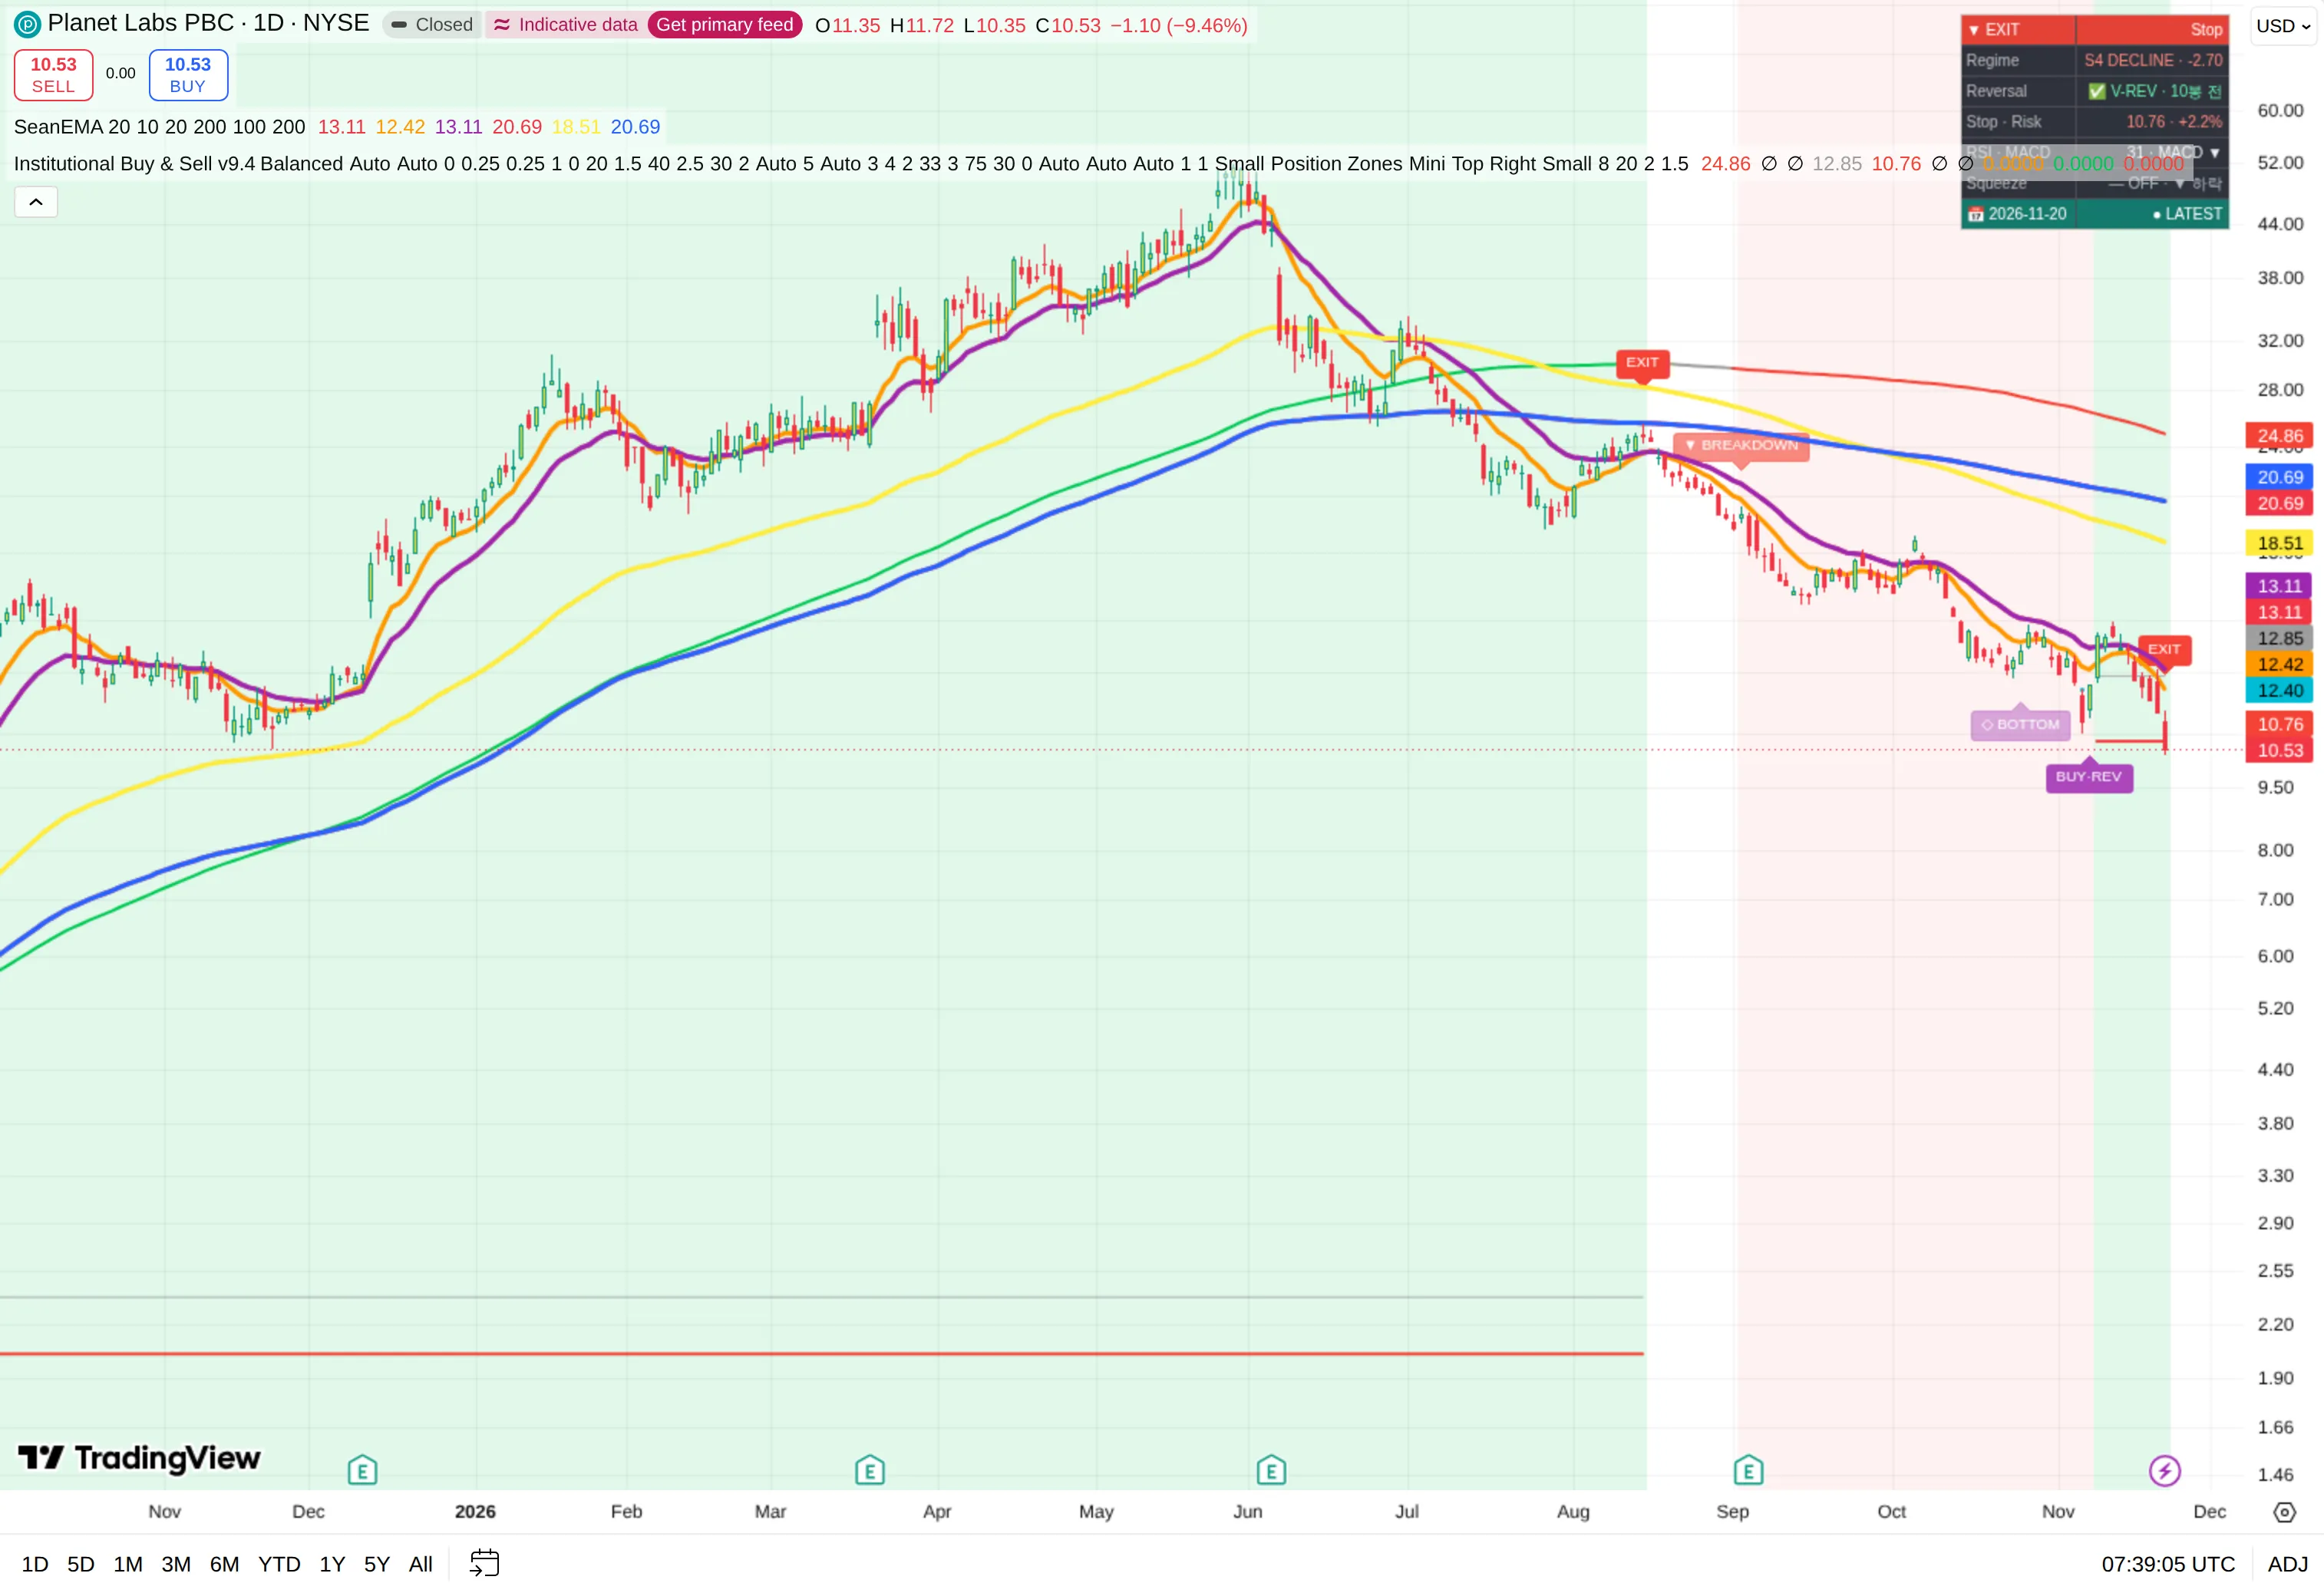 Planet Labs PBC · 1D · NYSE Closed Indicative data Get primary feed O11.35 H11.72 L10.35 C10.53 −1.10 (−9.46%)
USD
10.53 SELL
0.00
10.53 BUY
SeanEMA 20 10 20 200 100 200 13.11 12.42 13.11 20.69 18.51 20.69
Institutional Buy & Sell v9.4 Balanced Auto Auto 0 0.25 0.25 1 0 20 1.5 40 2.5 30 2 Auto 5 Auto 3 4 2 33 3 75 30 0 Auto Auto Auto 1 1 Small Position Zones Mini Top Right Small 8 20 2 1.5 24.86 ∅ ∅ 12.85 10.76 ∅ ∅ 0.0000 0.0000 0.0000
▼ EXIT Stop
Regime S4 DECLINE · -2.70
Reversal ✅ V-REV · 10봉 전
Stop · Risk 10.76 · +2.2%
RSI · MACD 31 · MACD ▼
Squeeze — OFF · ▼ 하락
📅 2026-11-20 ● LATEST
EXIT
▼ BREAKDOWN
EXIT
◇ BOTTOM
BUY·REV
60.00
52.00
44.00
38.00
32.00
28.00
24.86
20.69
20.69
18.51
13.11
13.11
12.85
12.42
12.40
10.76
10.53
9.50
8.00
7.00
6.00
5.20
4.40
3.80
3.30
2.90
2.55
2.20
1.90
1.66
1.46
TradingView
E E E E
Nov Dec 2026 Feb Mar Apr May Jun Jul Aug Sep Oct Nov Dec
1D 5D 1M 3M 6M YTD 1Y 5Y All
07:39:05 UTC ADJ